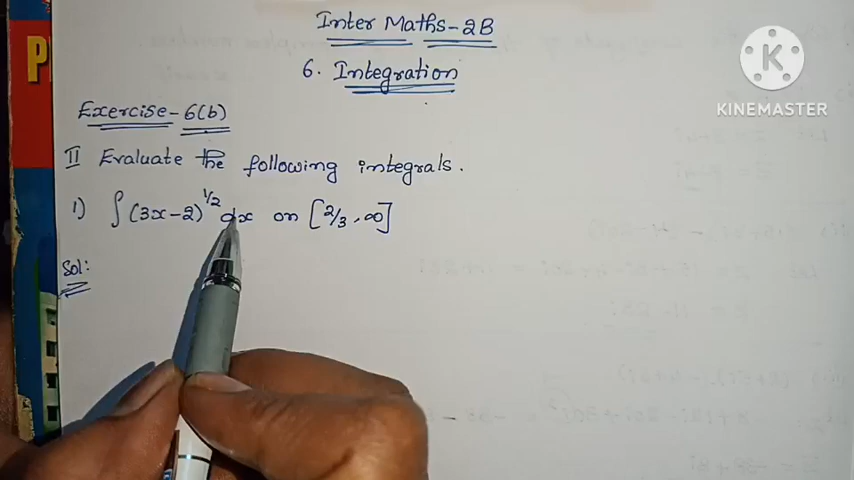 Inter Maths-2B
6. Integration
KINEMASTER
Exercise-6(b)
II Evaluate the following integrals.
1) ∫(3x-2)^1/2 dx on [2/3, ∞]
Sol: